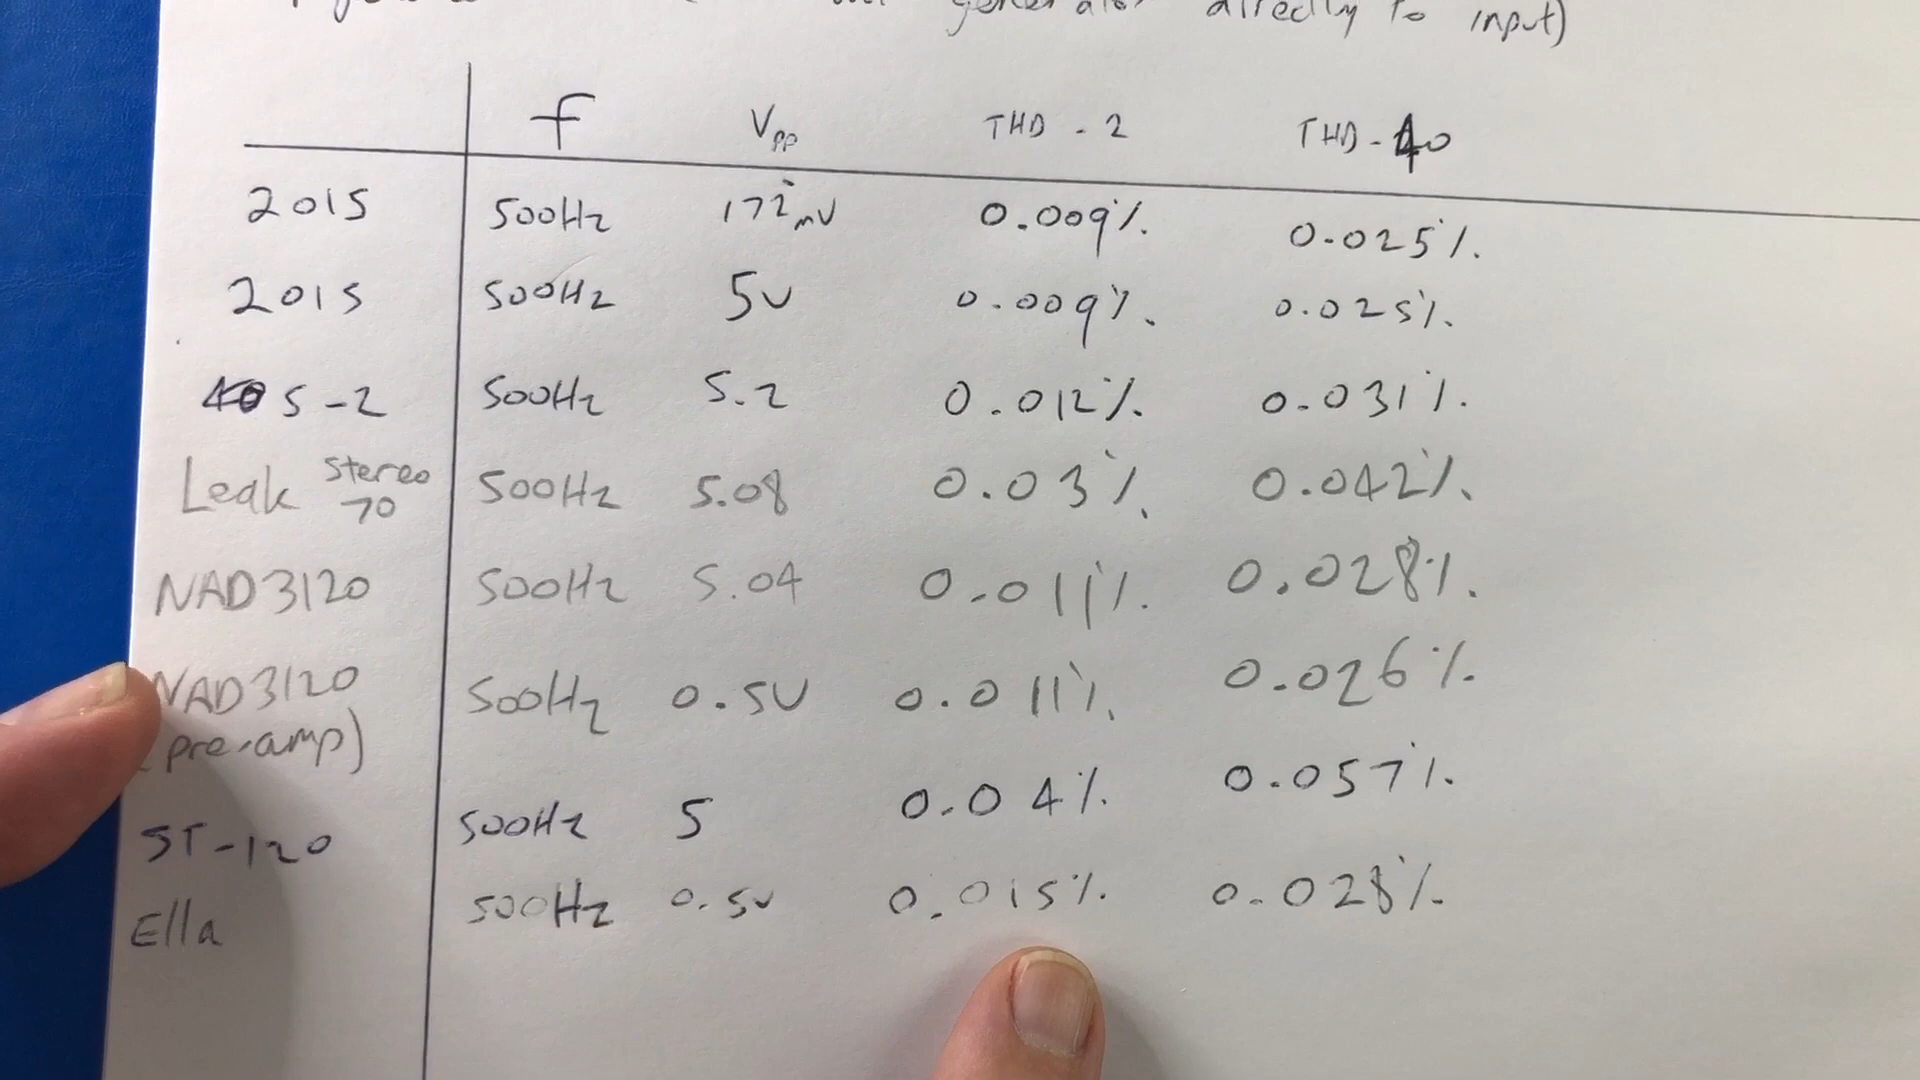 generator directly to input)
f Vpp THD - 2 THD - 40
2015 500Hz 172mV 0.009% 0.025%
2015 500Hz 5V 0.009% 0.025%
405-2 500Hz 5.2 0.012% 0.031%
Leak Stereo 70 500Hz 5.08 0.03% 0.042%
NAD3120 500Hz 5.04 0.011% 0.028%
NAD3120 500Hz 0.5V 0.011% 0.026%
(pre-amp)
ST-120 500Hz 5 0.04% 0.057%
Ella 500Hz 0.5V 0.015% 0.028%